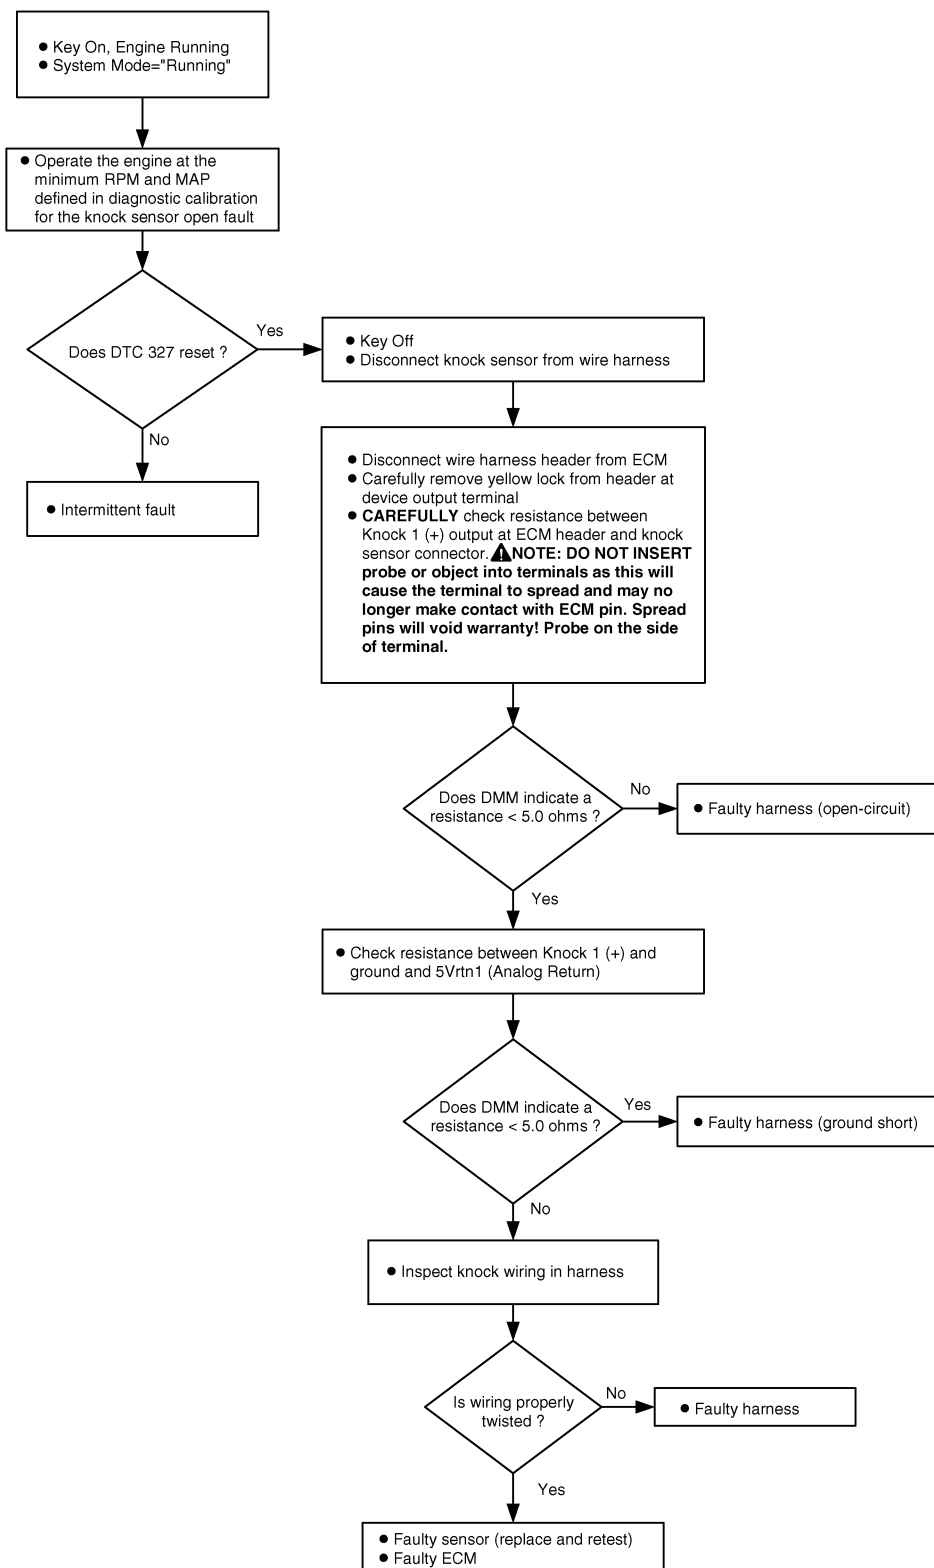 ● Key On, Engine Running
● System Mode="Running"
● Operate the engine at the
minimum RPM and MAP
defined in diagnostic calibration
for the knock sensor open fault
Does DTC 327 reset ?
Yes
● Key Off
● Disconnect knock sensor from wire harness
No
● Intermittent fault
● Disconnect wire harness header from ECM
● Carefully remove yellow lock from header at
device output terminal
● CAREFULLY check resistance between
Knock 1 (+) output at ECM header and knock
sensor connector. ⚠NOTE: DO NOT INSERT
probe or object into terminals as this will
cause the terminal to spread and may no
longer make contact with ECM pin. Spread
pins will void warranty! Probe on the side
of terminal.
Does DMM indicate a
resistance < 5.0 ohms ?
No
● Faulty harness (open-circuit)
Yes
● Check resistance between Knock 1 (+) and
ground and 5Vrtn1 (Analog Return)
Does DMM indicate a
resistance < 5.0 ohms ?
Yes
● Faulty harness (ground short)
No
● Inspect knock wiring in harness
Is wiring properly
twisted ?
No
● Faulty harness
Yes
● Faulty sensor (replace and retest)
● Faulty ECM